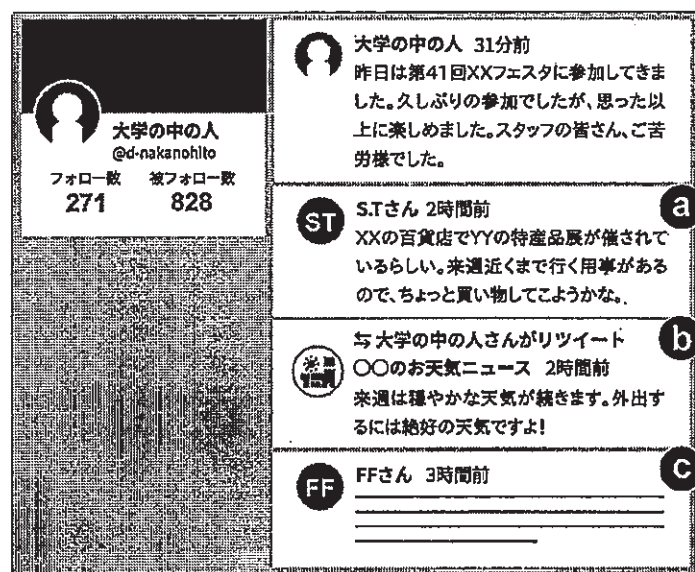 大学の中の人
@d-nakanohito
フォロー数 被フォロー数
271 828
大学の中の人 31分前
昨日は第41回XXフェスタに参加してきま
した。久しぶりの参加でしたが、思った以
上に楽しめました。スタッフの皆さん、ご苦
労様でした。
a
ST
S.Tさん 2時間前
XXの百貨店でYYの特産品展が催されて
いるらしい。来週近くまで行く用事がある
ので、ちょっと買い物してこようかな。
b
大学の中の人さんがリツイート
〇〇のお天気ニュース 2時間前
来週は穏やかな天気が続きます。外出す
るには絶好の天気ですよ!
c
FF
FFさん 3時間前